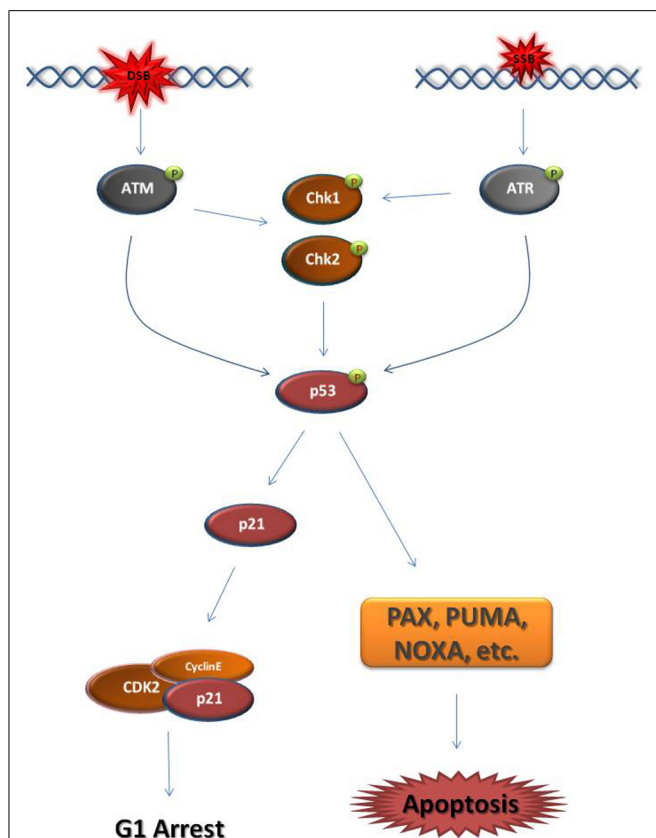 DSB
SSB
ATM
P
Chk1
P
ATR
P
Chk2
P
p53
P
p21
PAX, PUMA,
NOXA, etc.
CyclinE
CDK2
p21
Apoptosis
G1 Arrest